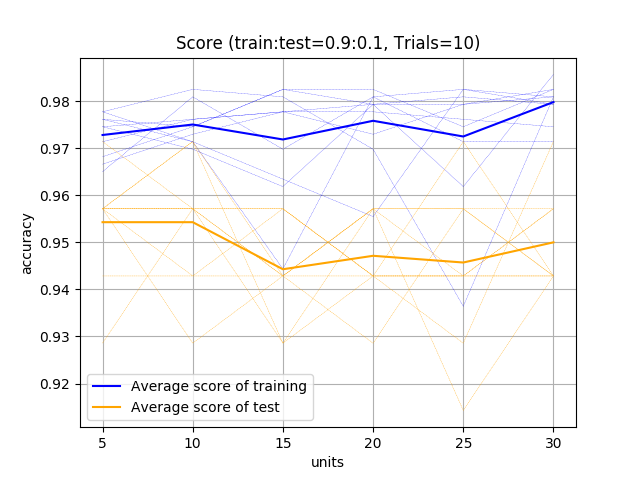 Score (train:test=0.9:0.1, Trials=10)
0.98
0.97
0.96
0.95
0.94
0.93
0.92
accuracy
Average score of training
Average score of test
5 10 15 20 25 30
units